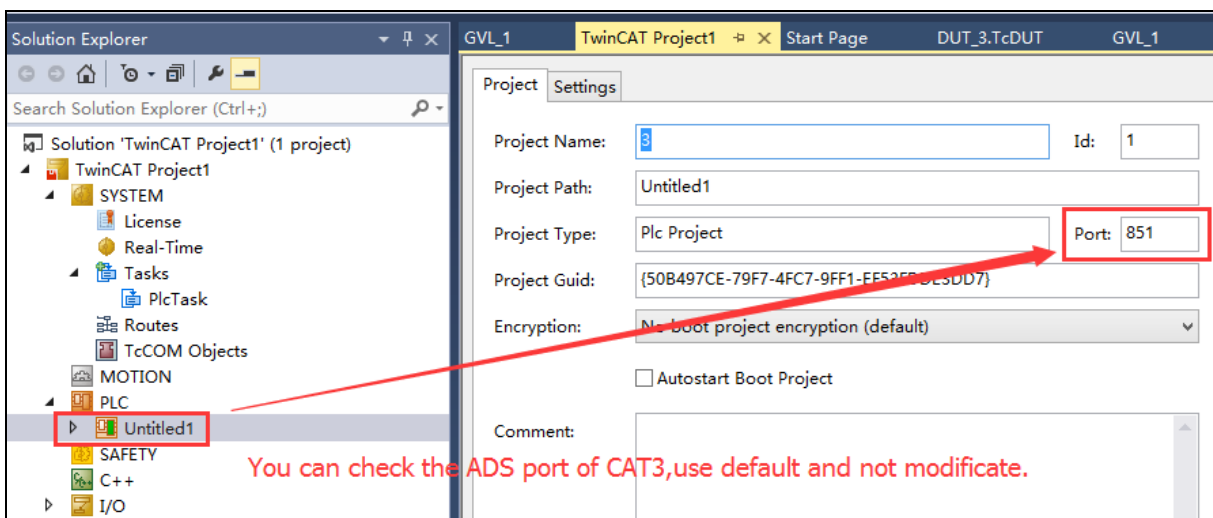 Solution Explorer
GVL_1
TwinCAT Project1
Start Page
DUT_3.TcDUT
GVL_1
Search Solution Explorer (Ctrl+;)
Solution 'TwinCAT Project1' (1 project)
TwinCAT Project1
SYSTEM
License
Real-Time
Tasks
PlcTask
Routes
TcCOM Objects
MOTION
PLC
Untitled1
SAFETY
C++
I/O
Project
Settings
Project Name:
3
Id:
1
Project Path:
Untitled1
Project Type:
Plc Project
Port:
851
Project Guid:
Encryption:
No boot project encryption (default)
Autostart Boot Project
Comment:
You can check the ADS port of CAT3,use default and not modificate.